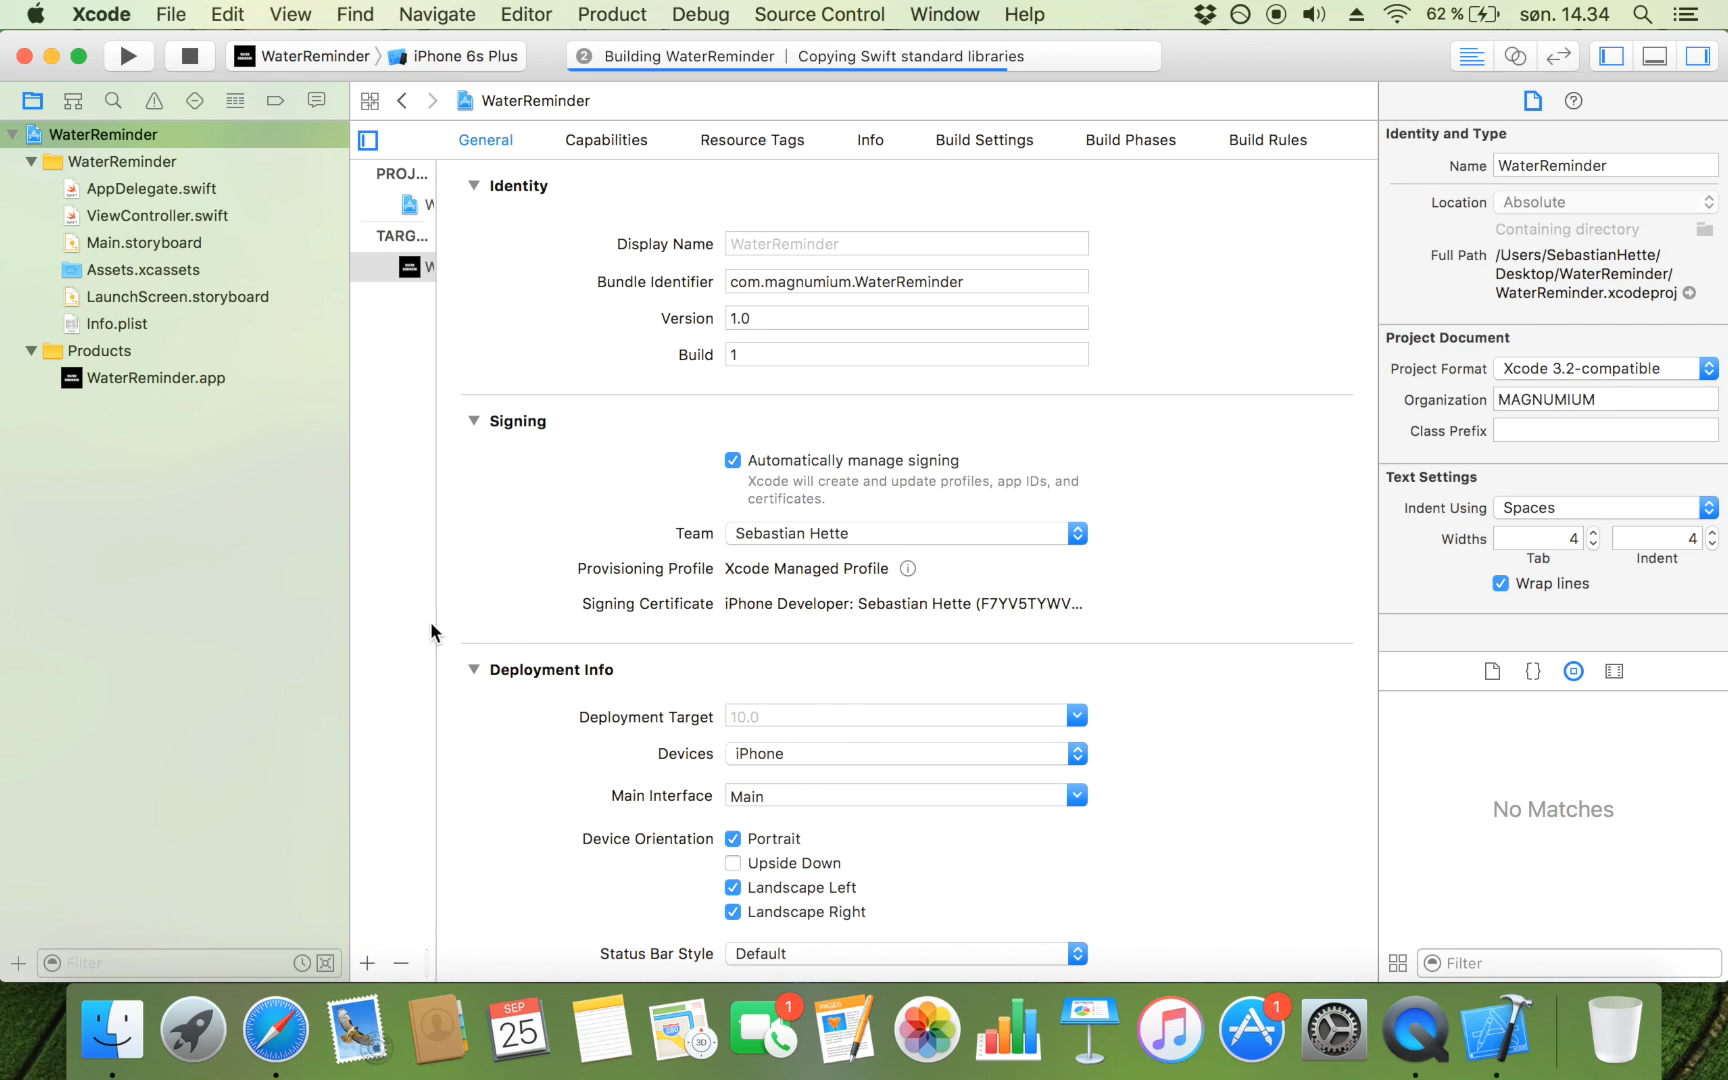 Xcode File Edit View Find Navigate Editor Product Debug Source Control Window Help 62 % søn. 14.34
WaterReminder iPhone 6s Plus 2 Building WaterReminder | Copying Swift standard libraries
WaterReminder
WaterReminder
WaterReminder
AppDelegate.swift
ViewController.swift
Main.storyboard
Assets.xcassets
LaunchScreen.storyboard
Info.plist
Products
WaterReminder.app
Filter
General Capabilities Resource Tags Info Build Settings Build Phases Build Rules
PROJ...
W
TARG...
W
Identity
Display Name WaterReminder
Bundle Identifier com.magnumium.WaterReminder
Version 1.0
Build 1
Signing
Automatically manage signing
Xcode will create and update profiles, app IDs, and
certificates.
Team Sebastian Hette
Provisioning Profile Xcode Managed Profile
Signing Certificate iPhone Developer: Sebastian Hette (F7YV5TYWV...
Deployment Info
Deployment Target 10.0
Devices iPhone
Main Interface Main
Device Orientation Portrait
Upside Down
Landscape Left
Landscape Right
Status Bar Style Default
Identity and Type
Name WaterReminder
Location Absolute
Containing directory
Full Path /Users/SebastianHette/
Desktop/WaterReminder/
WaterReminder.xcodeproj
Project Document
Project Format Xcode 3.2-compatible
Organization MAGNUMIUM
Class Prefix
Text Settings
Indent Using Spaces
Widths 4 4
Tab Indent
Wrap lines
{}
No Matches
Filter
SEP
25
280
3D
1
PAGES
1